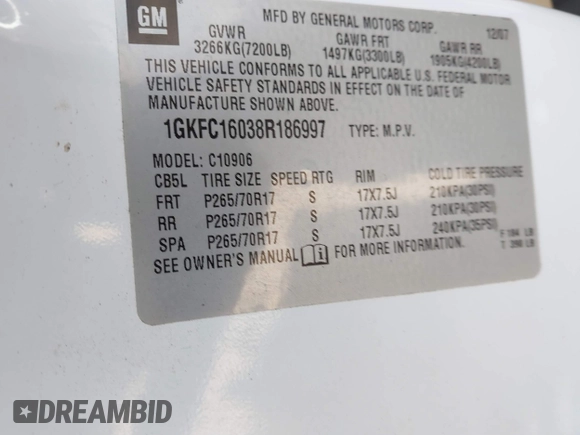 GM
MFD BY GENERAL MOTORS CORP. 12/07
GVWR GAWR FRT GAWR RR
3266KG(7200LB) 1497KG(3300LB) 1905KG(4200LB)
THIS VEHICLE CONFORMS TO ALL APPLICABLE U.S. FEDERAL MOTOR
VEHICLE SAFETY STANDARDS IN EFFECT ON THE DATE OF
MANUFACTURE SHOWN ABOVE.
1GKFC16038R186997 TYPE: M.P.V.
MODEL: C10906
CB5L TIRE SIZE SPEED RTG RIM COLD TIRE PRESSURE
FRT P265/70R17 S 17X7.5J 210KPA(30PSI)
RR P265/70R17 S 17X7.5J 210KPA(30PSI)
SPA P265/70R17 S 17X7.5J 240KPA(35PSI)
SEE OWNER'S MANUAL FOR MORE INFORMATION.
F 184 LB
T 398 LB
DREAMBID